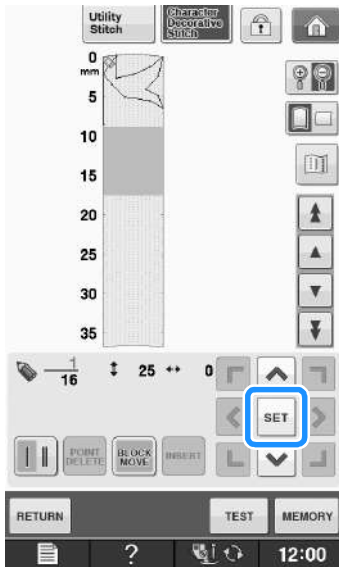 Utility
Stitch
Character
Decorative
Stitch
0
mm
5
10
15
20
25
30
35
1
16
25
0
SET
POINT
DELETE
BLOCK
MOVE
INSERT
RETURN
TEST
MEMORY
?
12:00